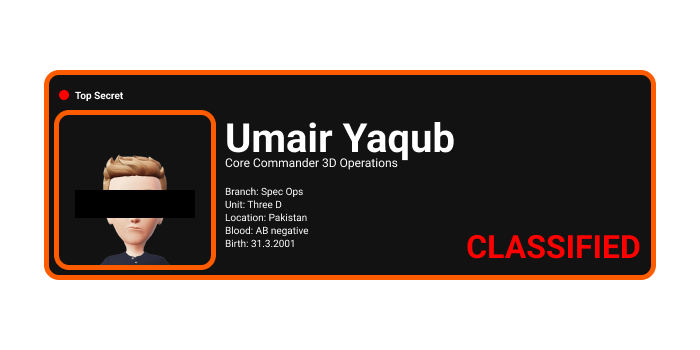 Top Secret
Umair Yaqub
Core Commander 3D Operations
Branch: Spec Ops
Unit: Three D
Location: Pakistan
Blood: AB negative
Birth: 31.3.2001
CLASSIFIED